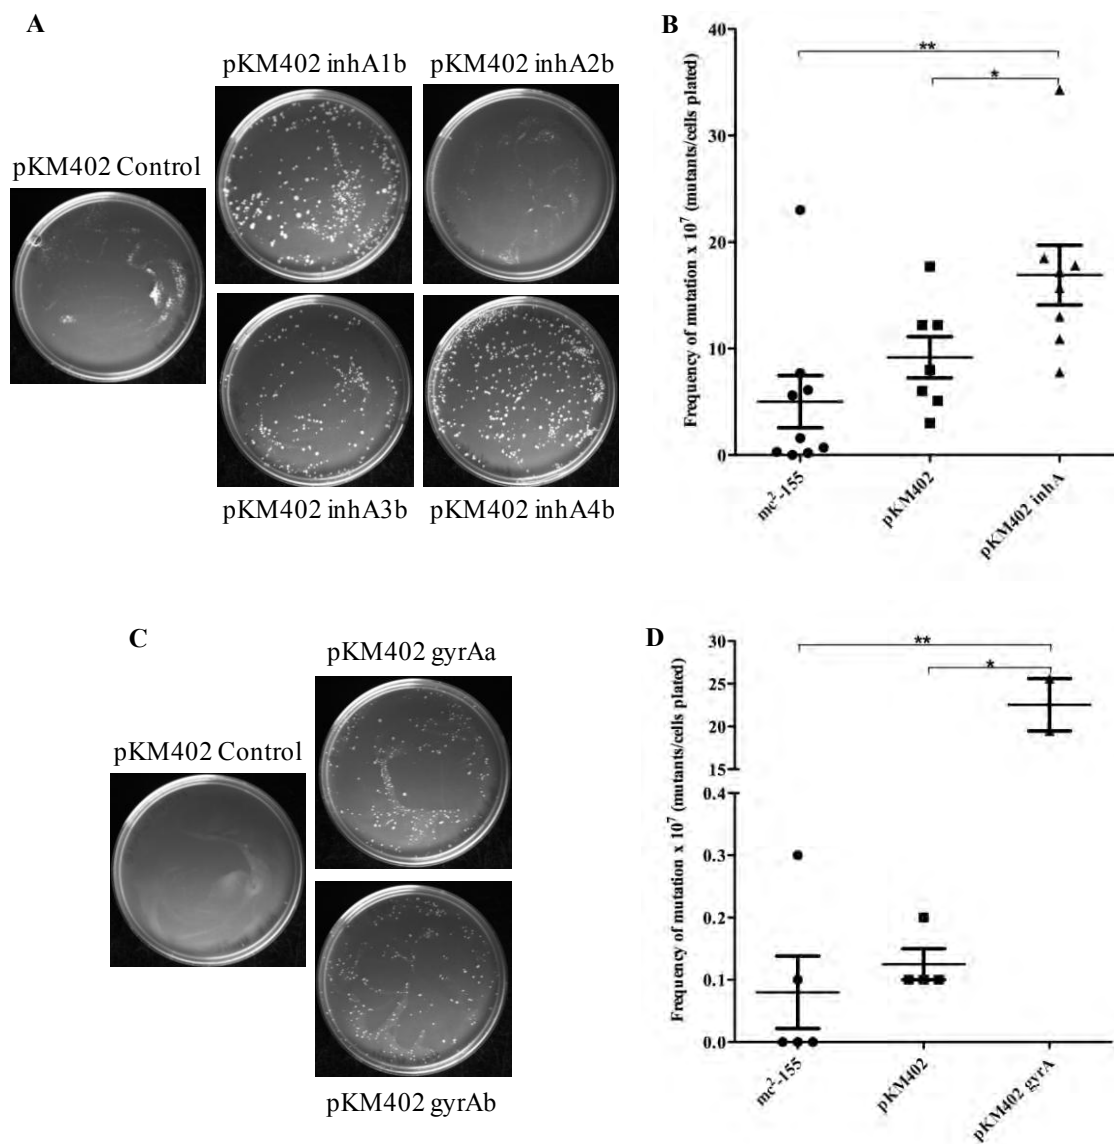 A
pKM402 inhA1b
pKM402 inhA2b
pKM402 Control
pKM402 inhA3b
pKM402 inhA4b
B
Frequency of mutation x 10⁷ (mutants/cells plated)
40
30
20
10
0
**
*
mc²-155
pKM402
pKM402 inhA
C
pKM402 gyrAa
pKM402 Control
pKM402 gyrAb
D
Frequency of mutation x 10⁷ (mutants/cells plated)
30
25
20
15
0.4
0.3
0.2
0.1
0.0
**
*
mc²-155
pKM402
pKM402 gyrA